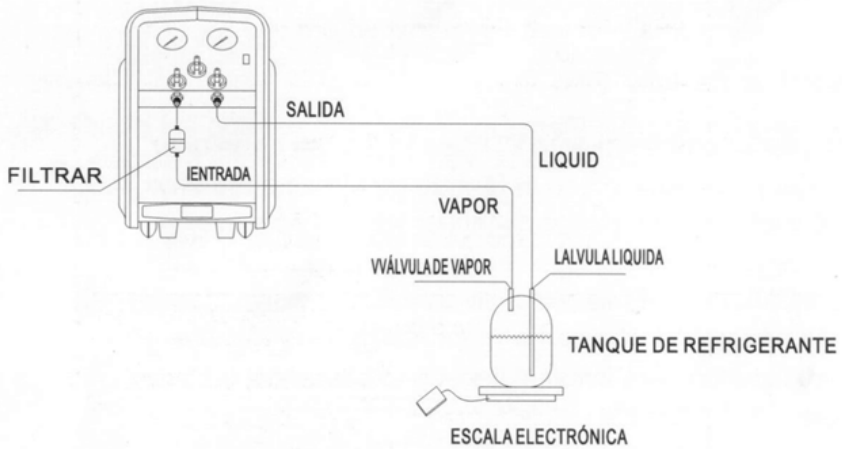 SALIDA
LIQUID
FILTRAR
IENTRADA
VAPOR
VVÁLVULA DE VAPOR
LALVULA LIQUIDA
TANQUE DE REFRIGERANTE
ESCALA ELECTRÓNICA